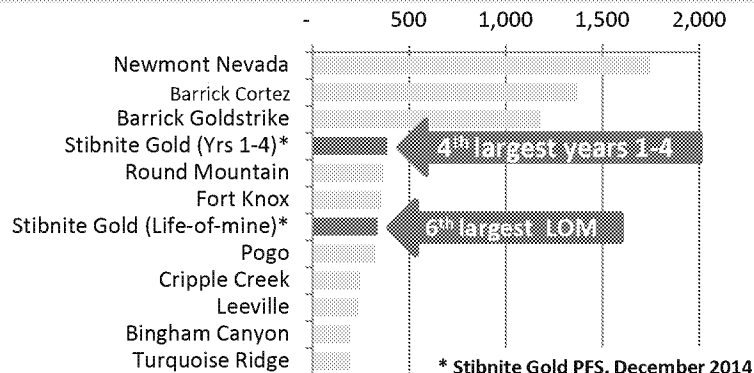 - 500 1,000 1,500 2,000
Newmont Nevada
Barrick Cortez
Barrick Goldstrike
Stibnite Gold (Yrs 1-4)*
4th largest years 1-4
Round Mountain
Fort Knox
Stibnite Gold (Life-of-mine)*
6th largest LOM
Pogo
Cripple Creek
Leeville
Bingham Canyon
Turquoise Ridge
* Stibnite Gold PFS, December 2014